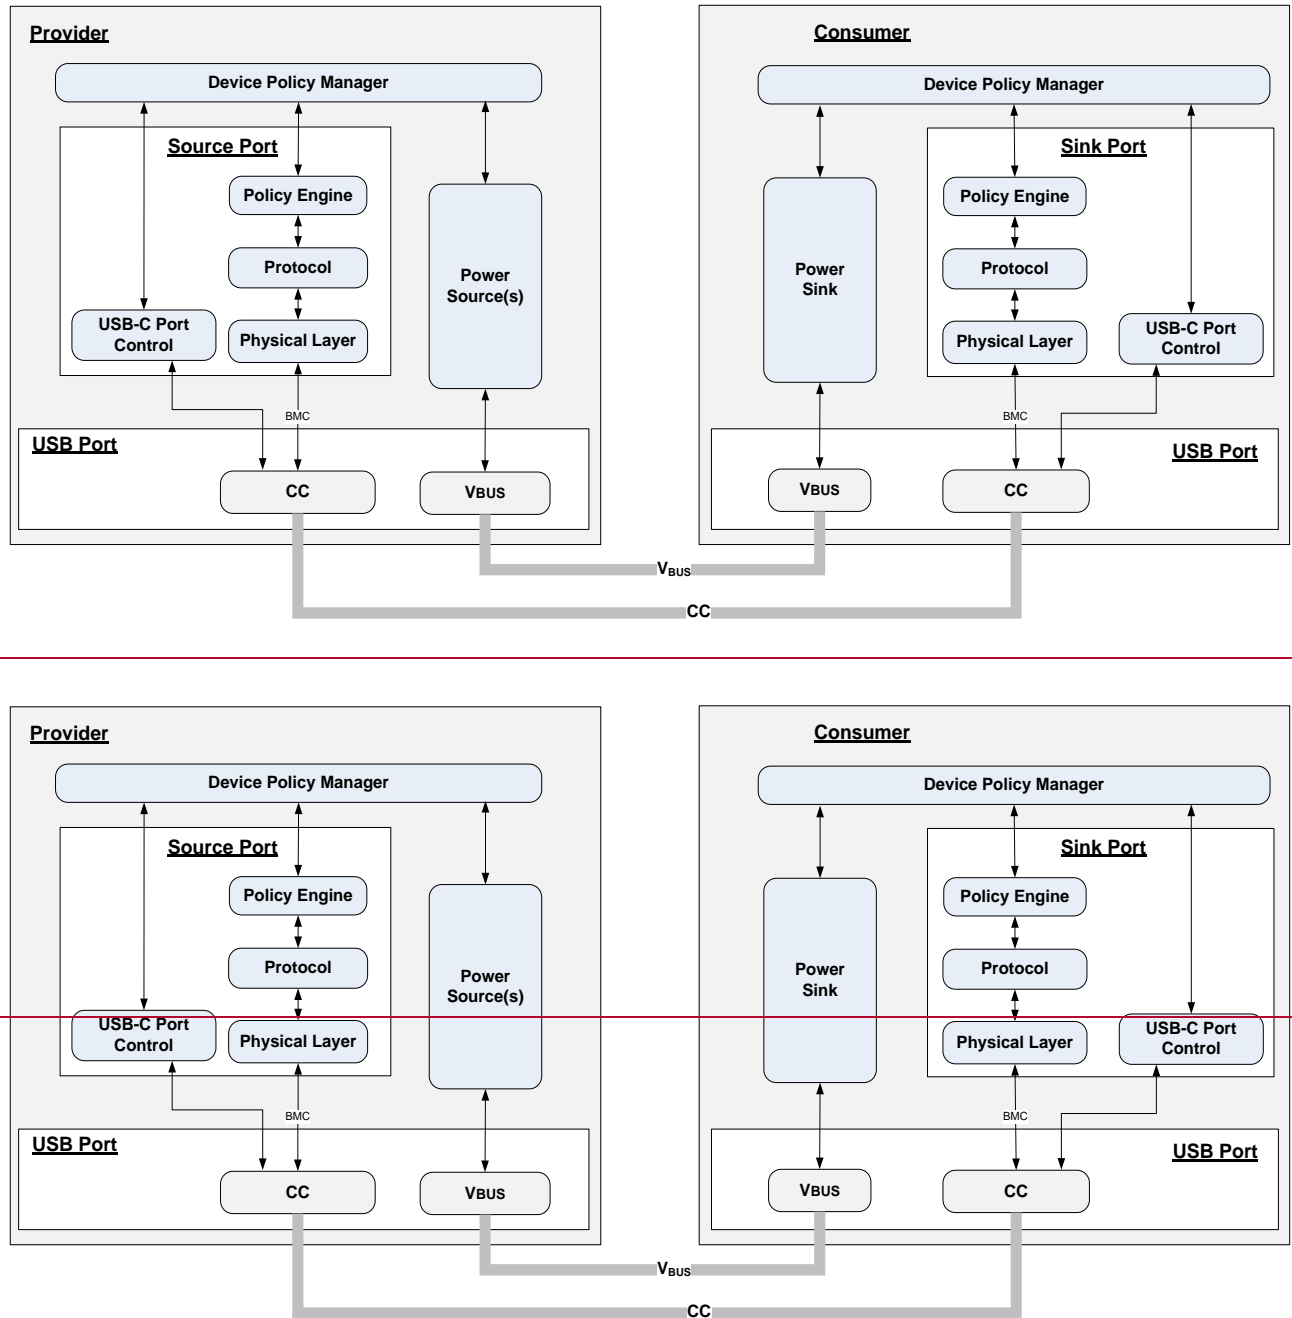 Provider
Device Policy Manager
Source Port
Policy Engine
Protocol
Power
Source(s)
USB-C Port
Control
Physical Layer
BMC
USB Port
CC
VBUS
Consumer
Device Policy Manager
Sink Port
Policy Engine
Power
Sink
Protocol
Physical Layer
USB-C Port
Control
BMC
USB Port
VBUS
CC
VBUS
CC
Provider
Device Policy Manager
Source Port
Policy Engine
Protocol
Power
Source(s)
USB-C Port
Control
Physical Layer
BMC
USB Port
CC
VBUS
Consumer
Device Policy Manager
Sink Port
Policy Engine
Power
Sink
Protocol
Physical Layer
USB-C Port
Control
BMC
USB Port
VBUS
CC
VBUS
CC